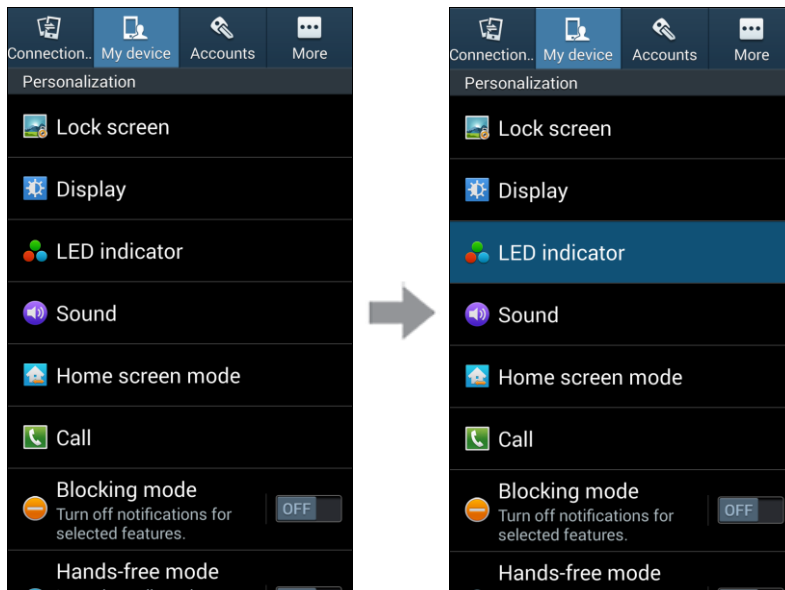 Connection.. My device Accounts More
Personalization
Lock screen
Display
LED indicator
Sound
Home screen mode
Call
Blocking mode
Turn off notifications for
selected features.
OFF
Hands-free mode
Connection.. My device Accounts More
Personalization
Lock screen
Display
LED indicator
Sound
Home screen mode
Call
Blocking mode
Turn off notifications for
selected features.
OFF
Hands-free mode